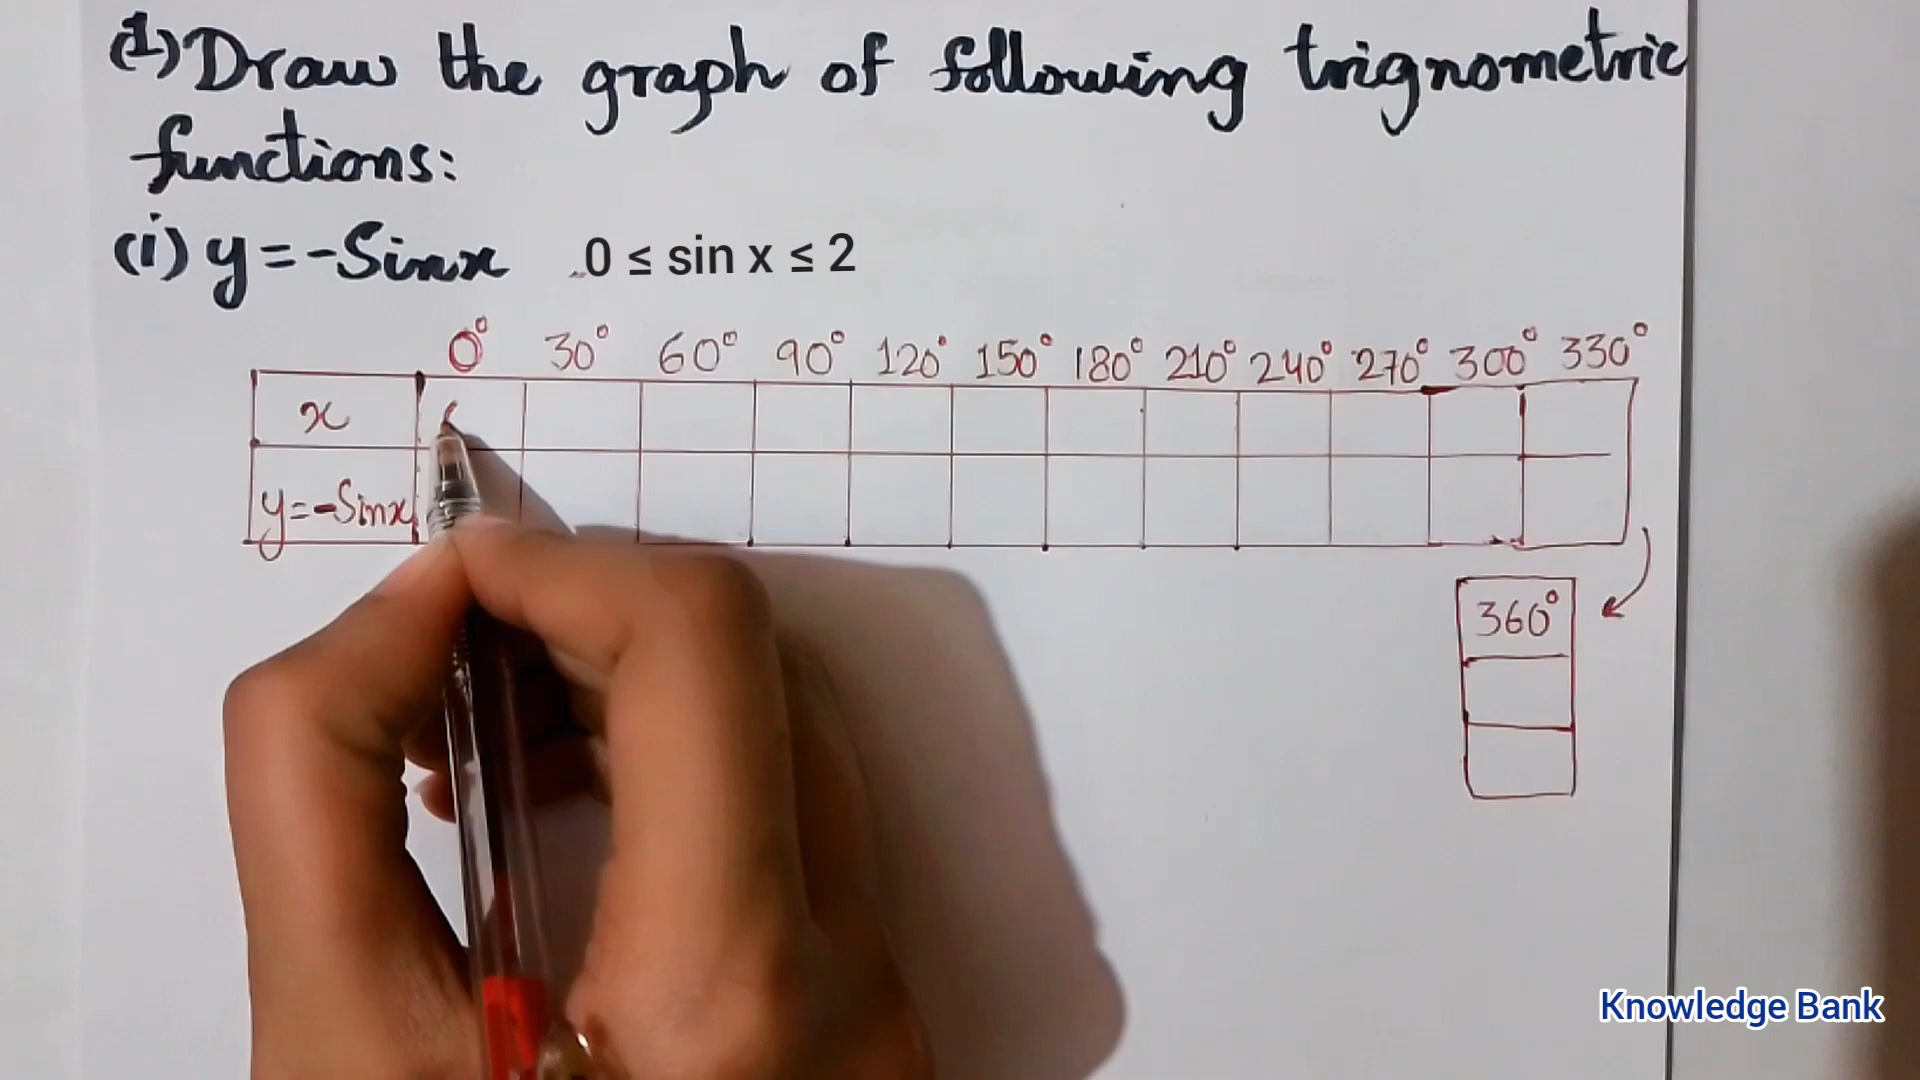 (1) Draw the graph of following trignometric
functions:
(i) y = -Sinx 0 ≤ sin x ≤ 2
0° 30° 60° 90° 120° 150° 180° 210° 240° 270° 300° 330°
x
y = -Sinx
360°
Knowledge Bank